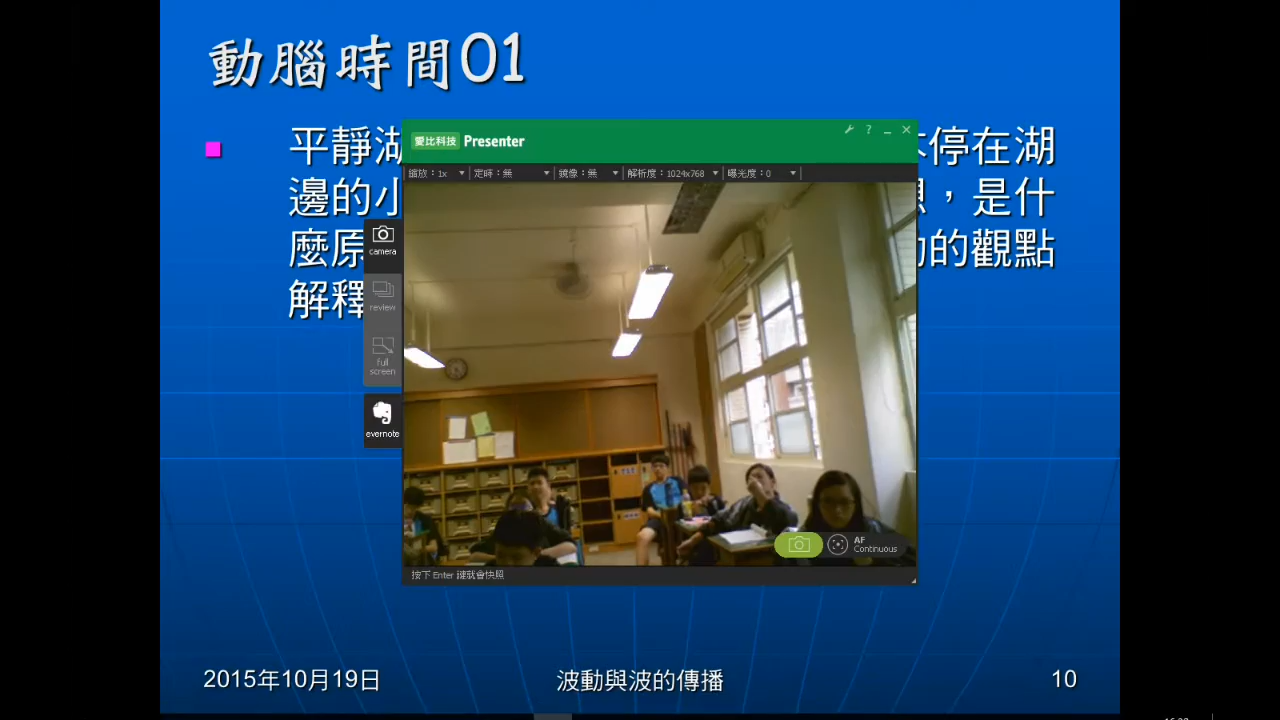 動腦時間01
平靜湖 停在湖
邊的小 ，是什
麼原 的觀點
解釋
愛比科技 Presenter
縮放：1x 定時：無 鏡像：無 解析度：1024x768 曝光度：0
camera
review
full
screen
evernote
AF
Continuous
按下 Enter 鍵就會快照
2015年10月19日 波動與波的傳播 10